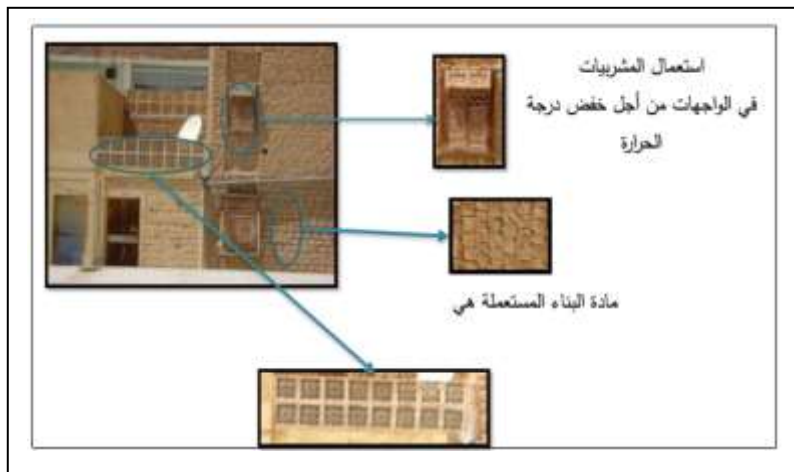 استعمال المشربيات
في الواجهات من أجل خفض درجة
الحرارة
مادة البناء المستعملة هي